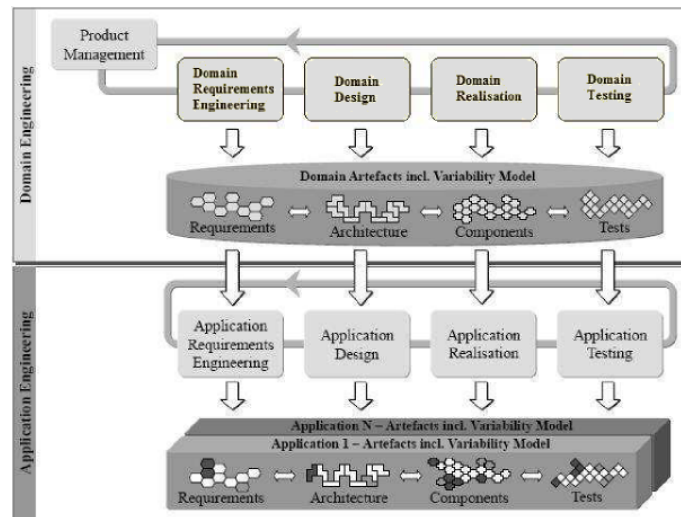 Domain Engineering
Product
Management
Domain
Requirements
Engineering
Domain
Design
Domain
Realisation
Domain
Testing
Domain Artefacts incl. Variability Model
Requirements
Architecture
Components
Tests
Application Engineering
Application
Requirements
Engineering
Application
Design
Application
Realisation
Application
Testing
Application N – Artefacts incl. Variability Model
Application 1 – Artefacts incl. Variability Model
Requirements
Architecture
Components
Tests